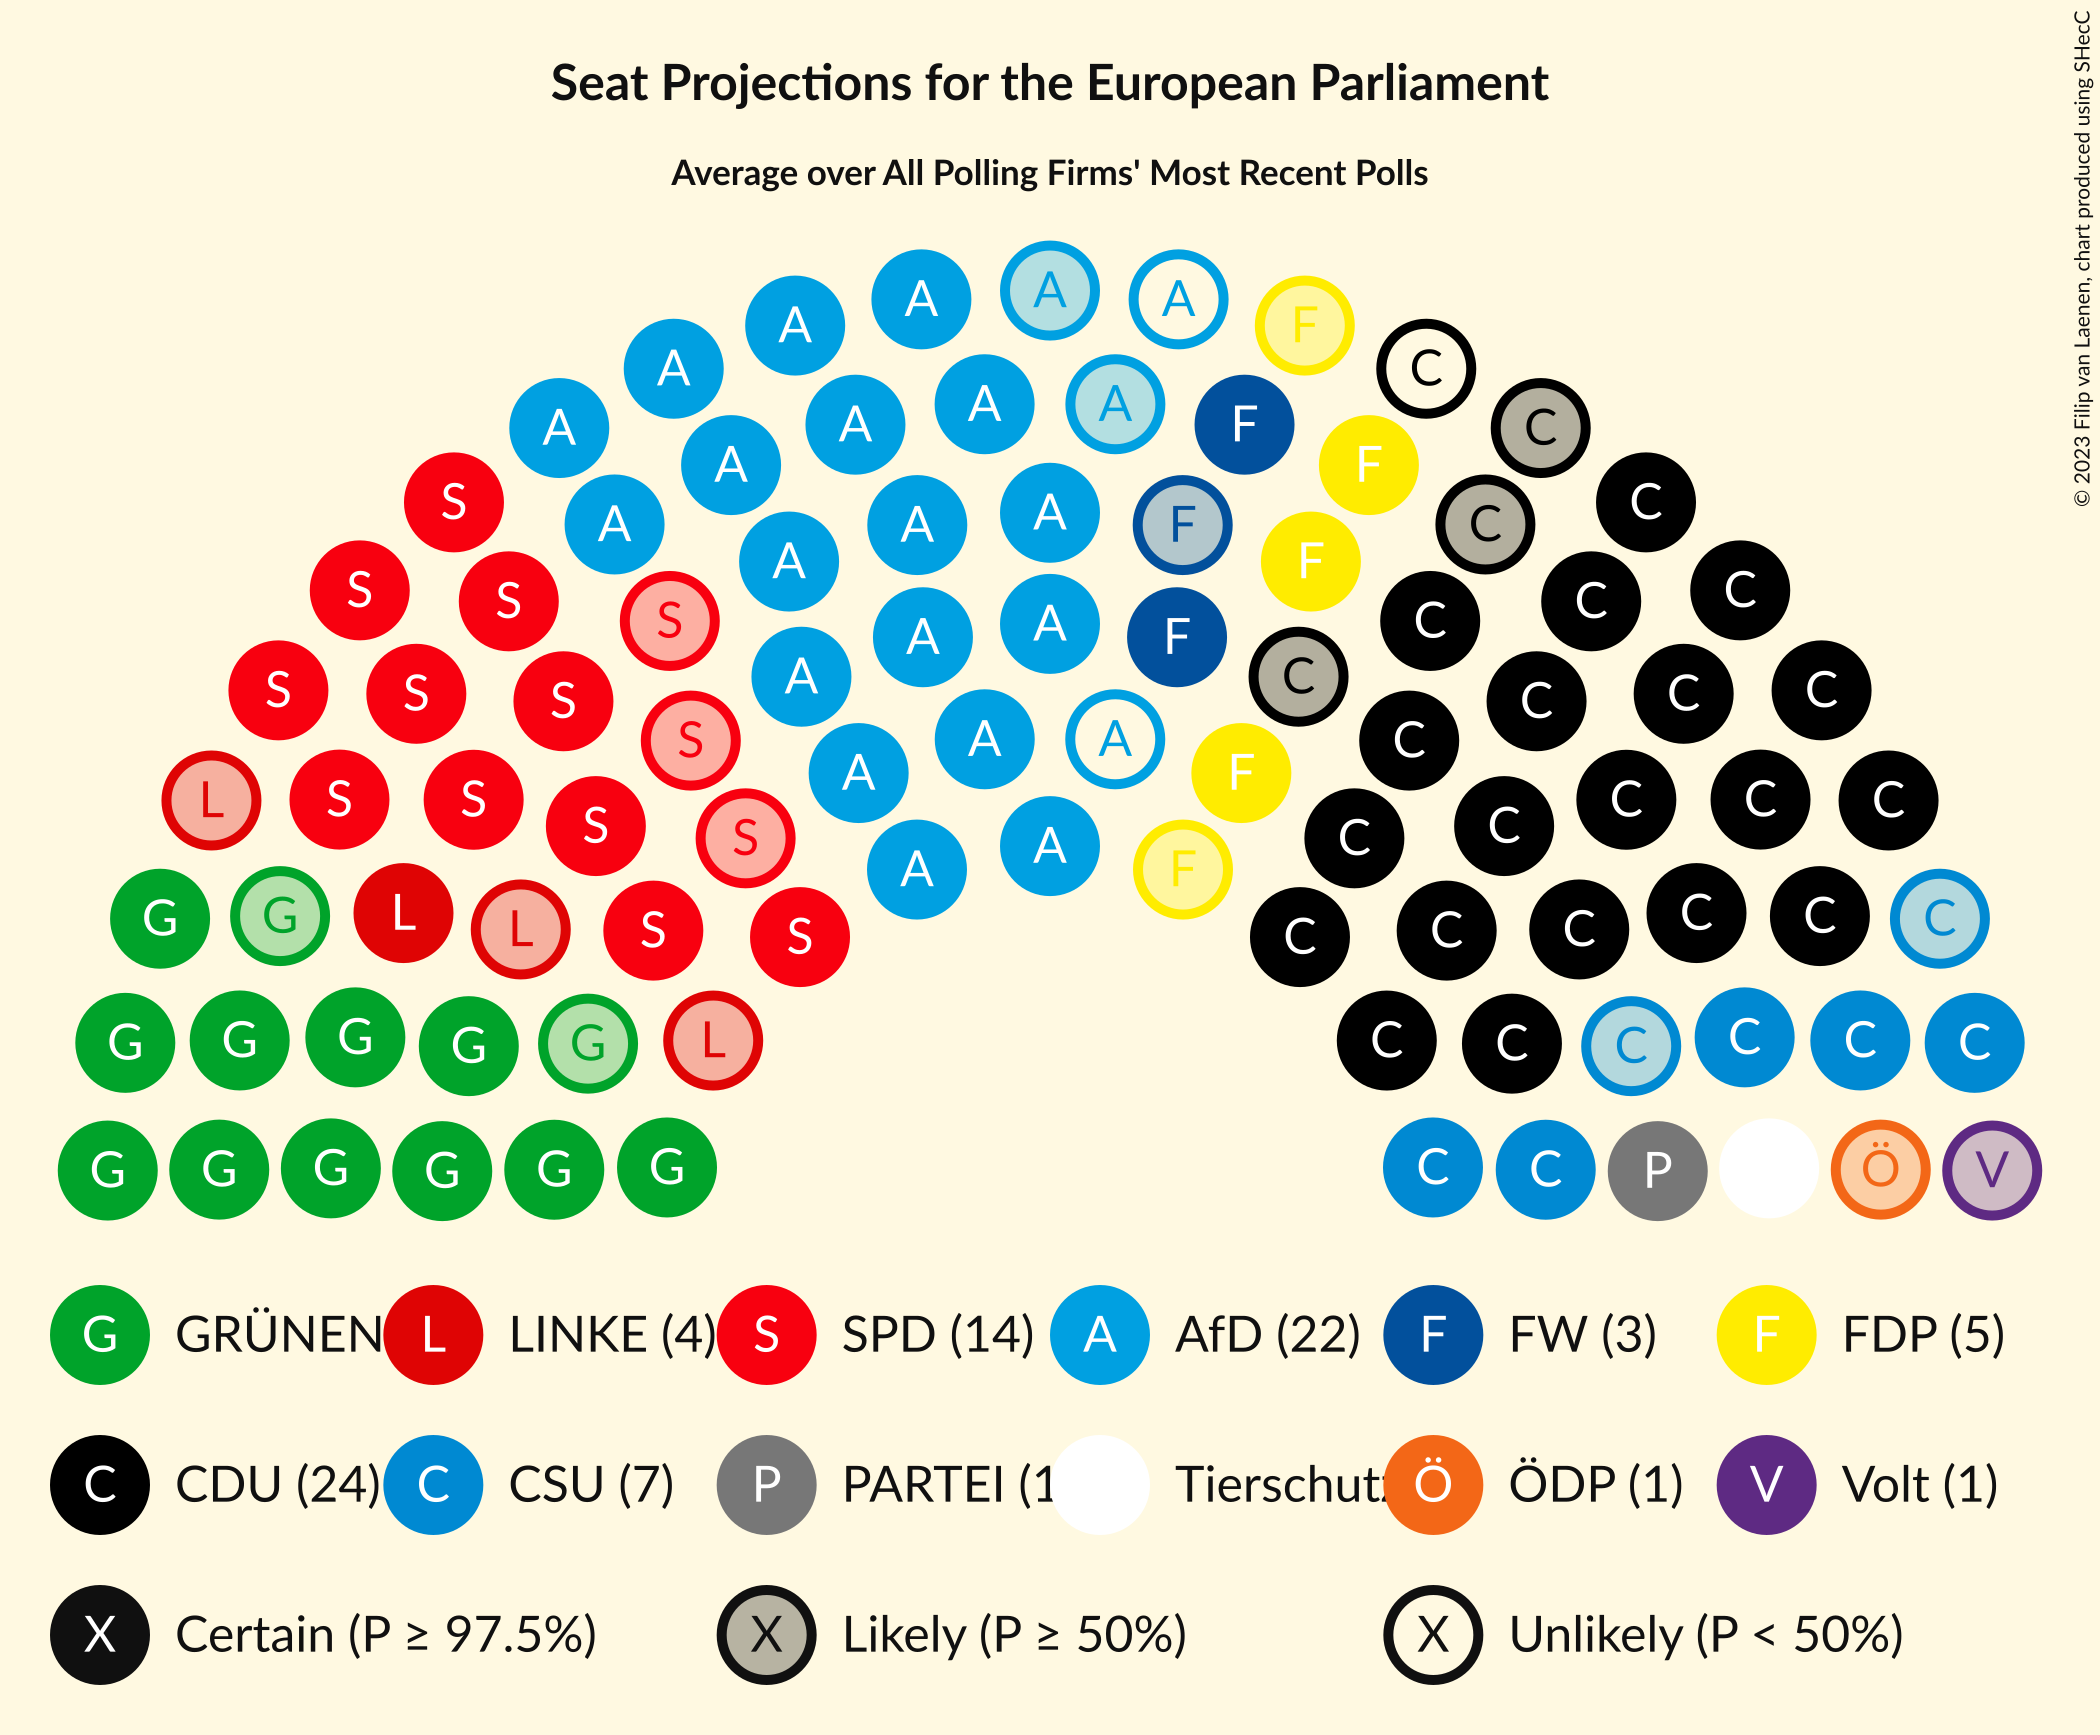 Seat Projections for the European Parliament
Average over All Polling Firms' Most Recent Polls
© 2023 Filip van Laenen, chart produced using SHecC
A A A A F
A A C
A A A F C
S A A F C C
A A F F C
S S S A A C C C
S S S S A A F C C C C C
L S S S S A A A F C C C C C
G G L L S S A A F C C C C C C
G G G G G L C C C C C C
G G G G G G C C P Ö V
G GRÜNEN L LINKE (4) S SPD (14) A AfD (22) F FW (3) F FDP (5)
C CDU (24) C CSU (7) P PARTEI (1 Tierschutz Ö ÖDP (1) V Volt (1)
X Certain (P ≥ 97.5%) X Likely (P ≥ 50%) X Unlikely (P < 50%)